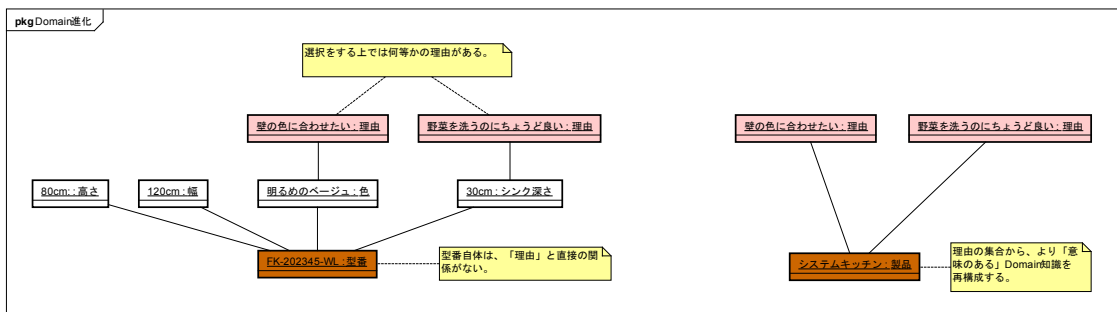 pkg Domain進化
選択をする上では何等かの理由がある。
壁の色に合わせたい : 理由
野菜を洗うのにちょうど良い : 理由
壁の色に合わせたい : 理由
野菜を洗うのにちょうど良い : 理由
80cm: : 高さ
120cm : 幅
明るめのベージュ : 色
30cm : シンク深さ
FK-202345-WL : 型番
型番自体は、「理由」と直接の関
係がない。
システムキッチン : 製品
理由の集合から、より「意
味のある」Domain知識を
再構成する。